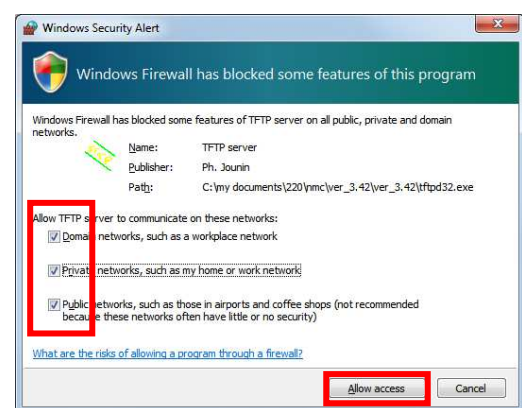 Windows Security Alert
Windows Firewall has blocked some features of this program
Windows Firewall has blocked some features of TFTP server on all public, private and domain
networks.
Name: TFTP server
Publisher: Ph. Jounin
Path: C:\my documents\220\nmc\ver_3.42\ver_3.42\tftpd32.exe
Allow TFTP server to communicate on these networks:
Domain networks, such as a workplace network
Private networks, such as my home or work network
Public networks, such as those in airports and coffee shops (not recommended
because these networks often have little or no security)
What are the risks of allowing a program through a firewall?
Allow access Cancel